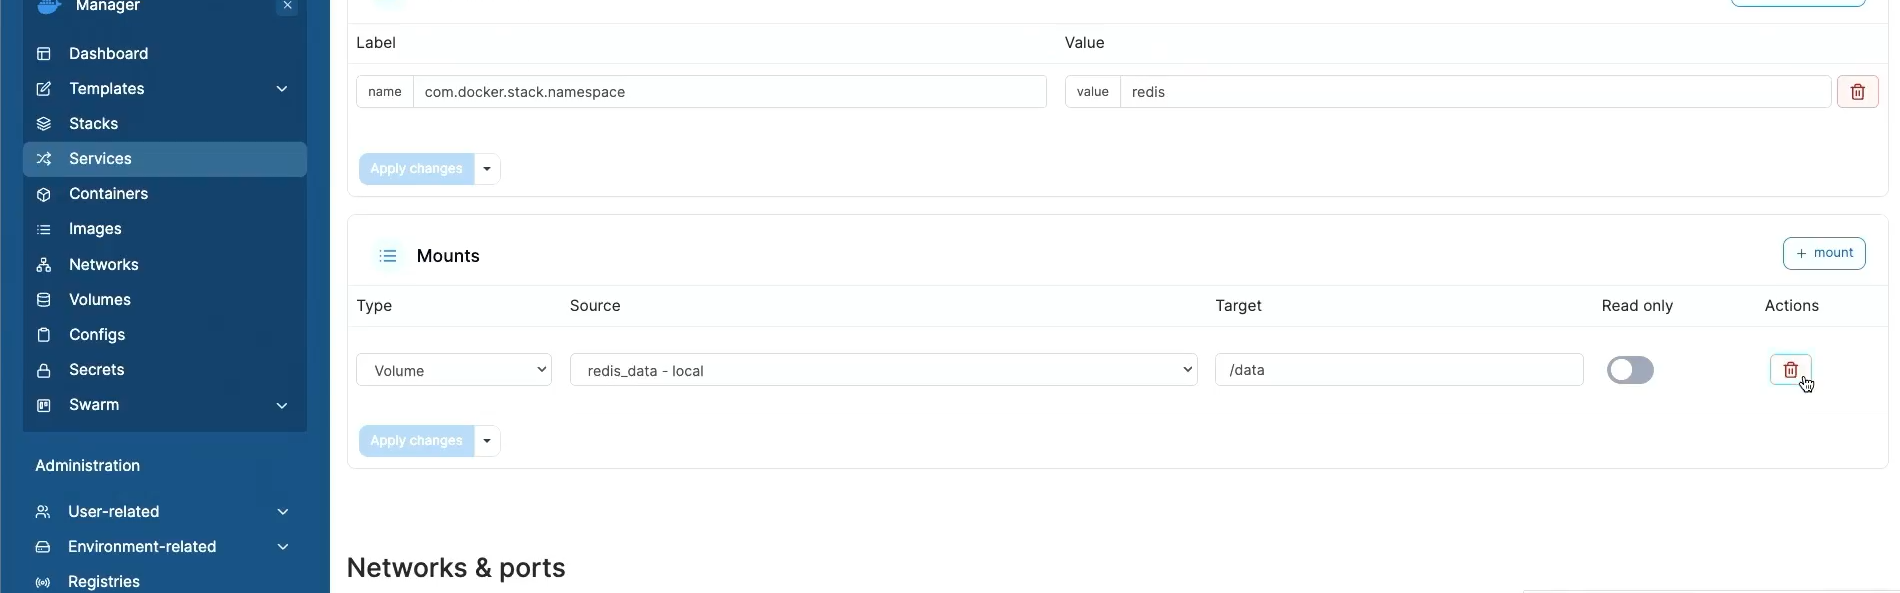 Manager
Dashboard
Templates
Stacks
Services
Containers
Images
Networks
Volumes
Configs
Secrets
Swarm
Administration
User-related
Environment-related
Registries
Label Value
name com.docker.stack.namespace value redis
Apply changes
Mounts + mount
Type Source Target Read only Actions
Volume redis_data - local /data
Apply changes
Networks & ports